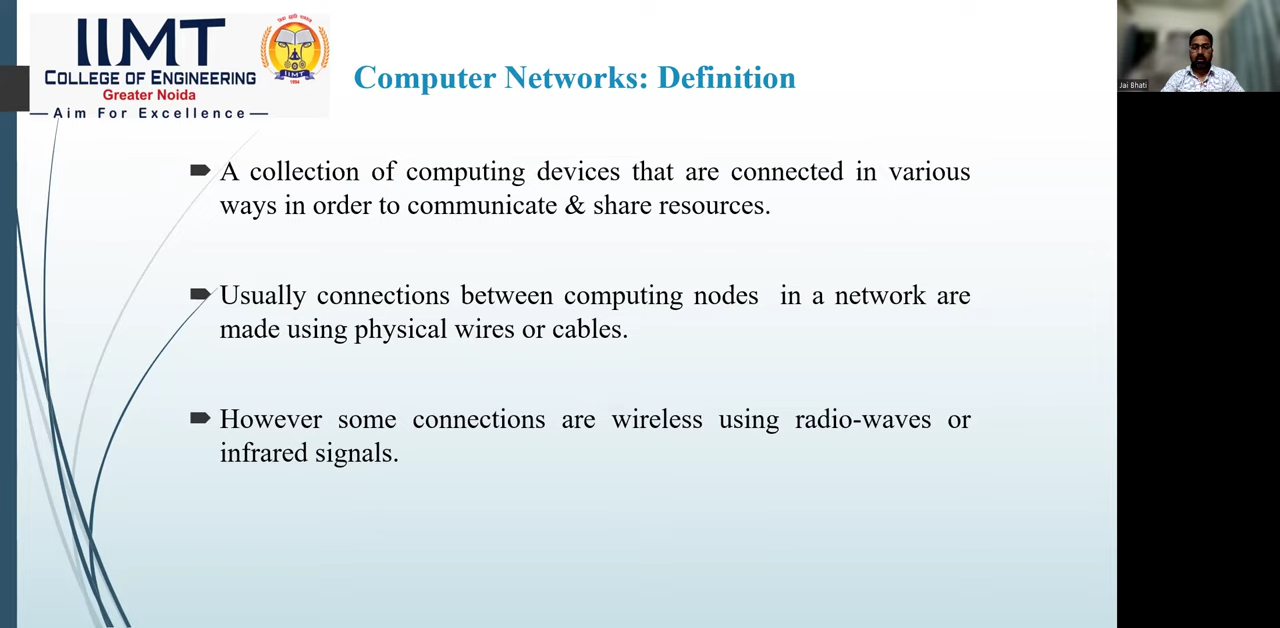 IIMT
COLLEGE OF ENGINEERING
Greater Noida
— Aim For Excellence —
IIMT
Computer Networks: Definition
Jai Bhati
A collection of computing devices that are connected in various
ways in order to communicate & share resources.
Usually connections between computing nodes in a network are
made using physical wires or cables.
However some connections are wireless using radio-waves or
infrared signals.